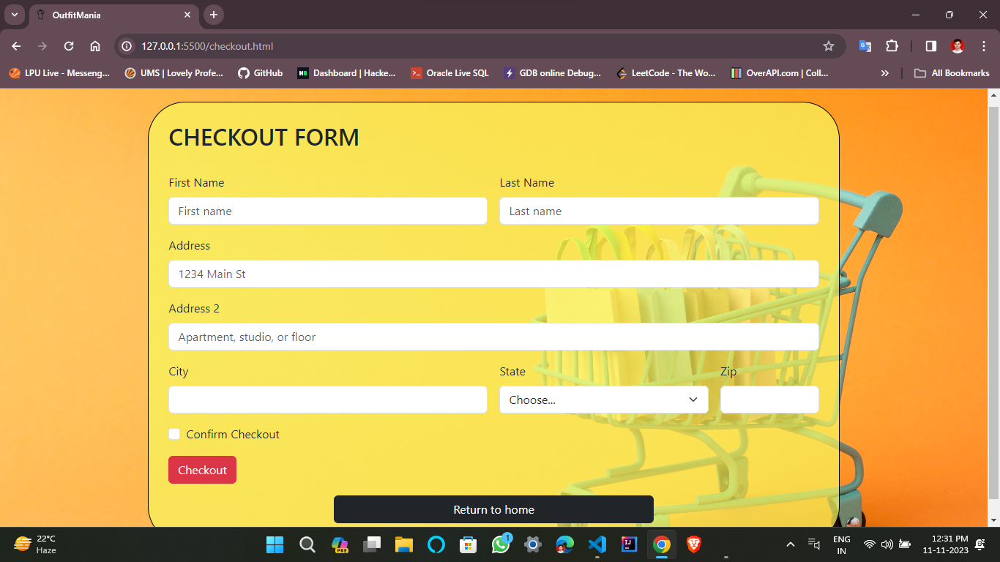 OutfitMania
127.0.0.1:5500/checkout.html
LPU Live - Messeng... UMS | Lovely Profe... GitHub Dashboard | Hacke... Oracle Live SQL GDB online Debug... LeetCode - The Wo... OverAPI.com | Coll... » All Bookmarks
CHECKOUT FORM
First Name Last Name
First name Last name
Address
1234 Main St
Address 2
Apartment, studio, or floor
City State Zip
Choose...
Confirm Checkout
Checkout
Return to home
22°C
Haze
PRE
1
IJ
ENG
IN
12:31 PM
11-11-2023